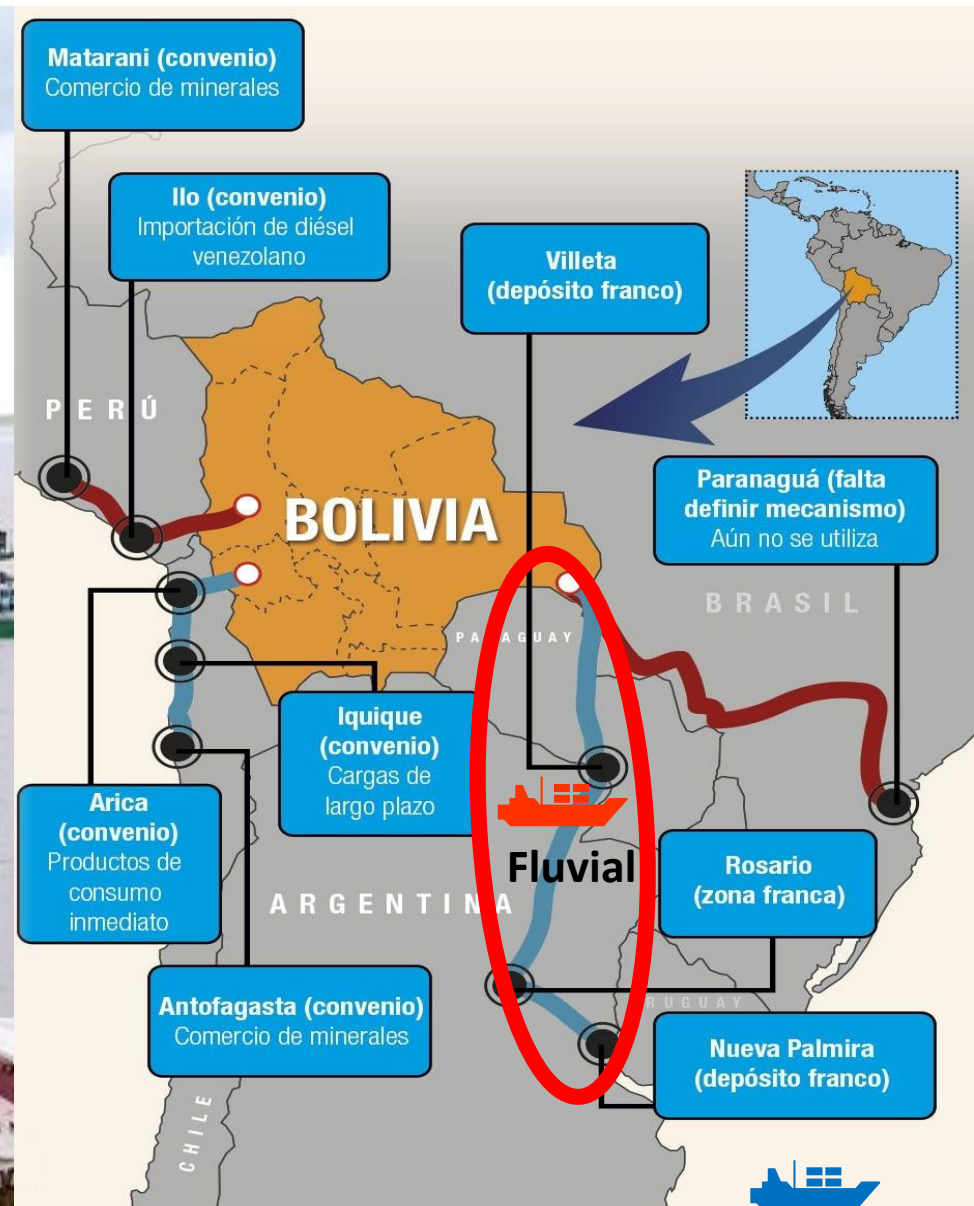 Matarani (convenio)
Comercio de minerales
Ilo (convenio)
Importación de diésel
venezolano
Villeta
(depósito franco)
PERÚ
BOLIVIA
Paranaguá (falta
definir mecanismo)
Aún no se utiliza
BRASIL
PARAGUAY
Iquique
(convenio)
Cargas de
largo plazo
Arica
(convenio)
Productos de
consumo
inmediato
Fluvial
Rosario
(zona franca)
ARGENTINA
Antofagasta (convenio)
Comercio de minerales
URUGUAY
Nueva Palmira
(depósito franco)
CHILE